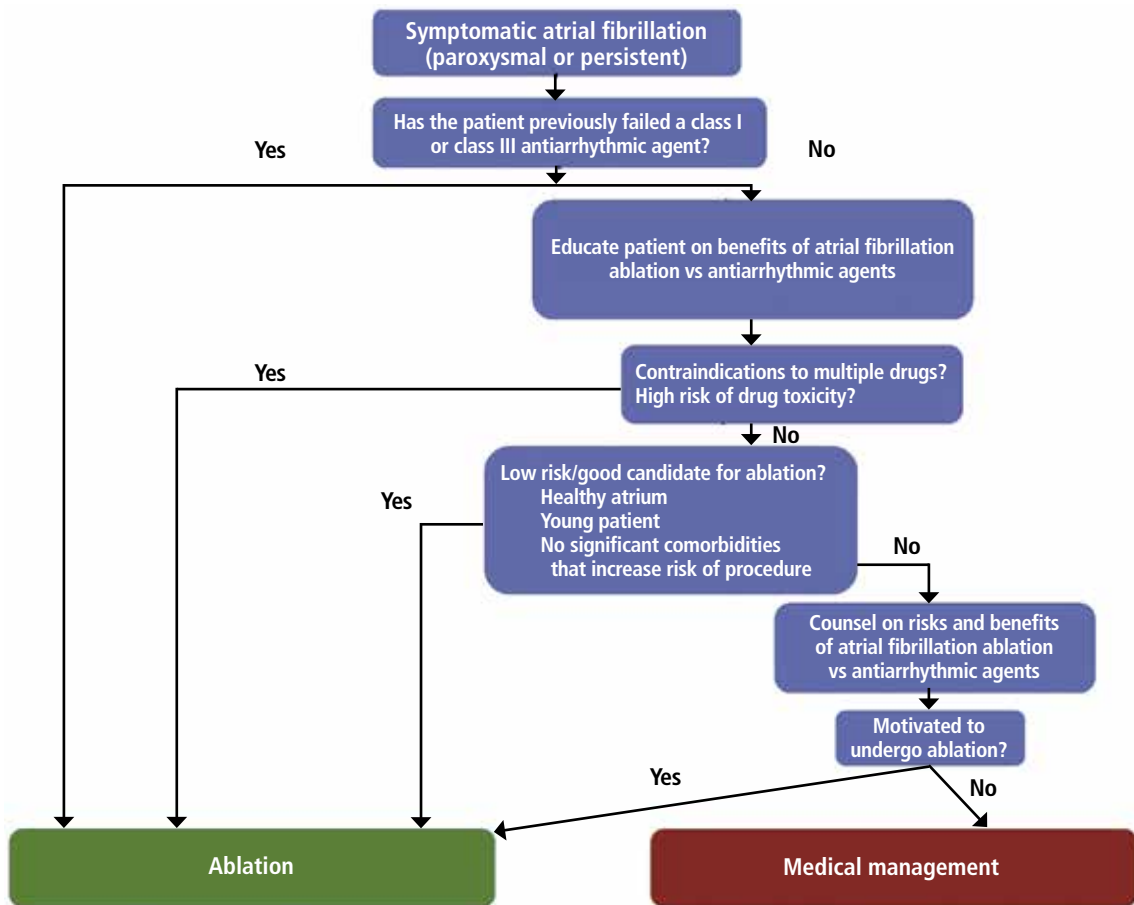 Symptomatic atrial fibrillation
(paroxysmal or persistent)
Has the patient previously failed a class I
or class III antiarrhythmic agent?
Yes
No
Educate patient on benefits of atrial fibrillation
ablation vs antiarrhythmic agents
Yes
Contraindications to multiple drugs?
High risk of drug toxicity?
No
Low risk/good candidate for ablation?
Healthy atrium
Young patient
No significant comorbidities
that increase risk of procedure
Yes
No
Counsel on risks and benefits
of atrial fibrillation ablation
vs antiarrhythmic agents
Motivated to
undergo ablation?
Yes
No
Ablation
Medical management